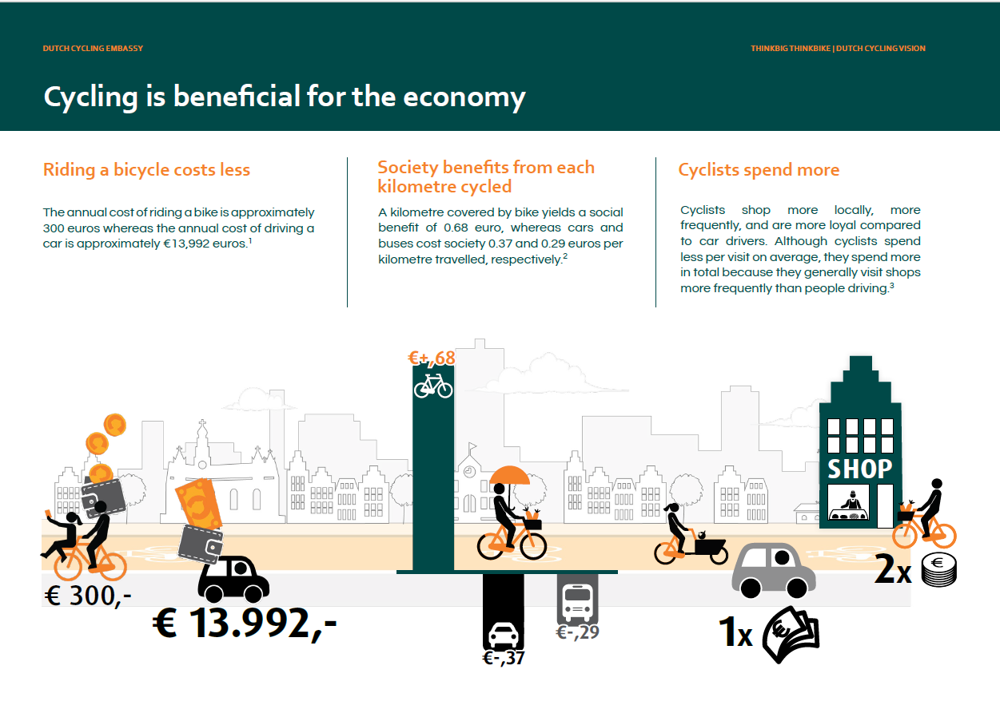 DUTCH CYCLING EMBASSY
THINKBIG THINKBIKE | DUTCH CYCLING VISION
Cycling is beneficial for the economy
Riding a bicycle costs less
The annual cost of riding a bike is approximately
300 euros whereas the annual cost of driving a
car is approximately €13,992 euros.¹
Society benefits from each
kilometre cycled
A kilometre covered by bike yields a social
benefit of 0.68 euro, whereas cars and
buses cost society 0.37 and 0.29 euros per
kilometre travelled, respectively.²
Cyclists spend more
Cyclists shop more locally, more
frequently, and are more loyal compared
to car drivers. Although cyclists spend
less per visit on average, they spend more
in total because they generally visit shops
more frequently than people driving.³
€+,68
SHOP
€ 300,-
€ 13.992,-
€-,37
€-,29
1x
€
2x
€